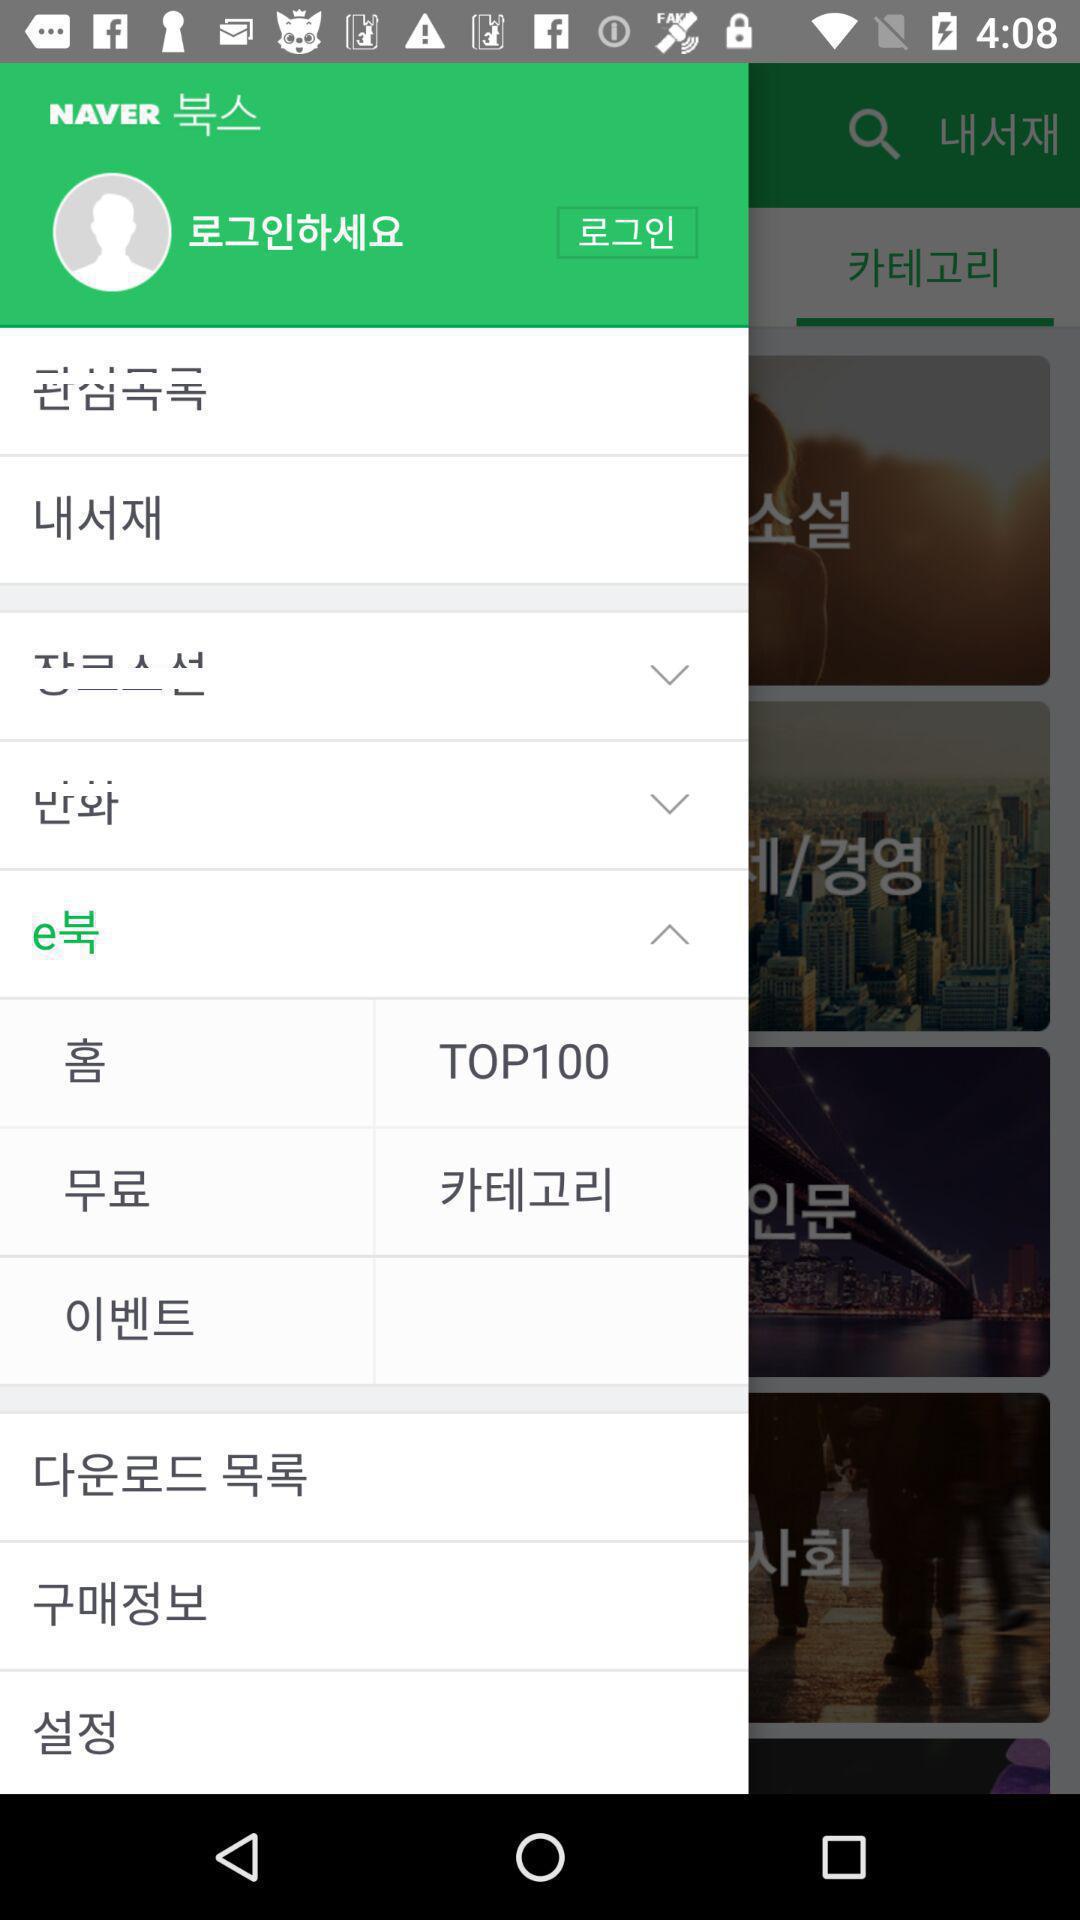 4:08
NAVER 북스
내서재
로그인하세요 로그인
카테고리
관심목록
내서재
소설
장르소설
만화
/경영
e북
홈 TOP100
무료 카테고리
인문
이벤트
다운로드 목록
사회
구매정보
설정